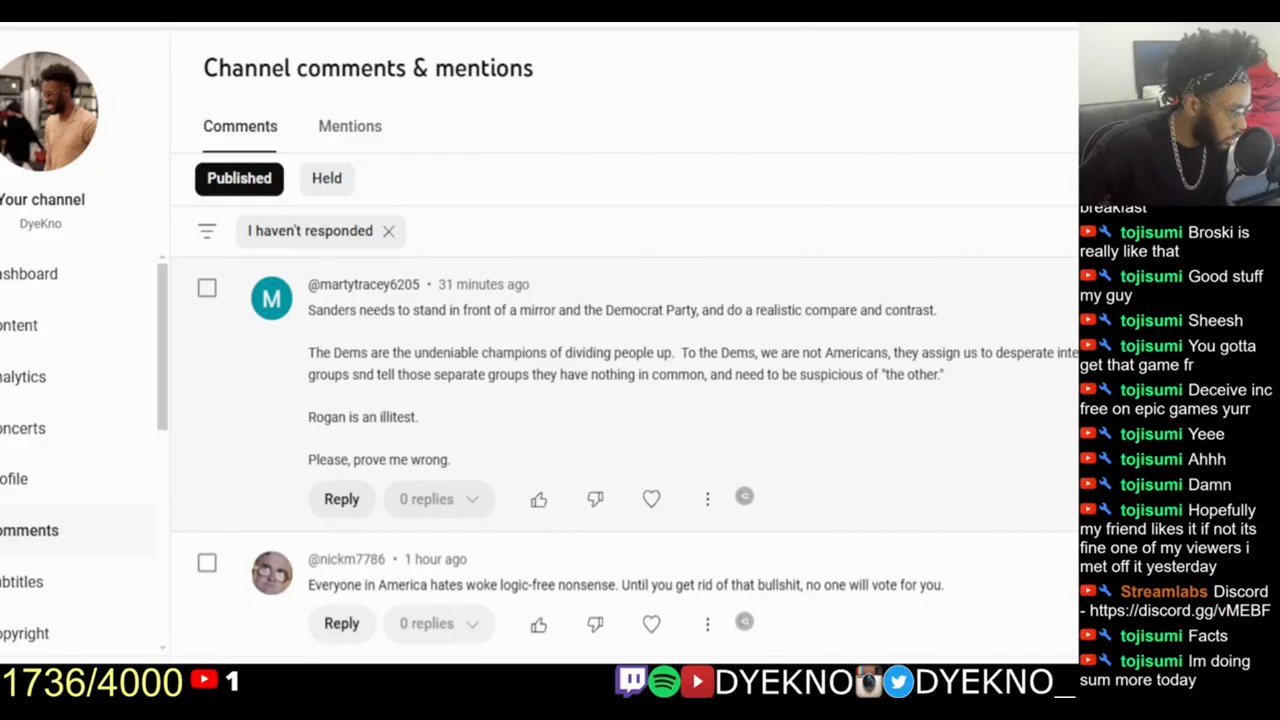 Channel comments & mentions
Comments
Mentions
Published
Held
I haven't responded
Your channel
DyeKno
ashboard
ontent
nalytics
oncerts
ofile
omments
btitles
opyright
@martytracey6205 • 31 minutes ago
Sanders needs to stand in front of a mirror and the Democrat Party, and do a realistic compare and contrast.
The Dems are the undeniable champions of dividing people up. To the Dems, we are not Americans, they assign us to desperate inte
groups snd tell those separate groups they have nothing in common, and need to be suspicious of "the other."
Rogan is an illitest.
Please, prove me wrong.
Reply
0 replies
M
@nickm7786 • 1 hour ago
Everyone in America hates woke logic-free nonsense. Until you get rid of that bullshit, no one will vote for you.
Reply
0 replies
breakfast
tojisumi Broski is
really like that
tojisumi Good stuff
my guy
tojisumi Sheesh
tojisumi You gotta
get that game fr
tojisumi Deceive inc
free on epic games yurr
tojisumi Yeee
tojisumi Ahhh
tojisumi Damn
tojisumi Hopefully
my friend likes it if not its
fine one of my viewers i
met off it yesterday
Streamlabs Discord
- https://discord.gg/vMEBF
tojisumi Facts
tojisumi Im doing
sum more today
1736/4000
1
DYEKNO
DYEKNO_